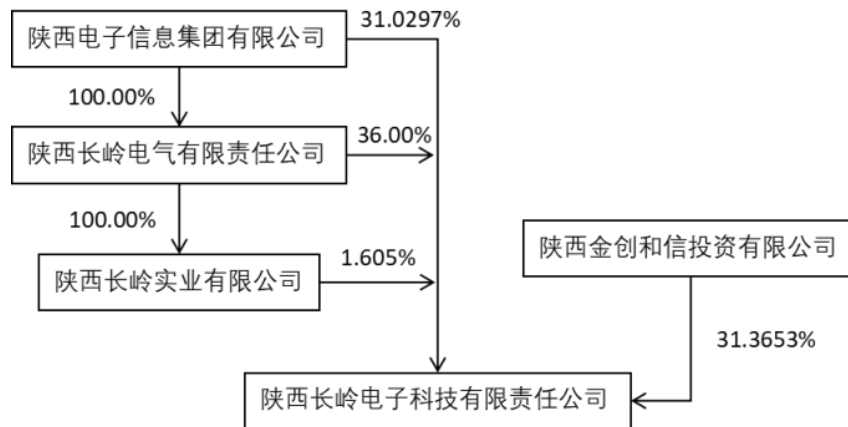 陕西电子信息集团有限公司
31.0297%
100.00%
陕西长岭电气有限责任公司
36.00%
100.00%
陕西长岭实业有限公司
1.605%
陕西金创和信投资有限公司
31.3653%
陕西长岭电子科技有限责任公司